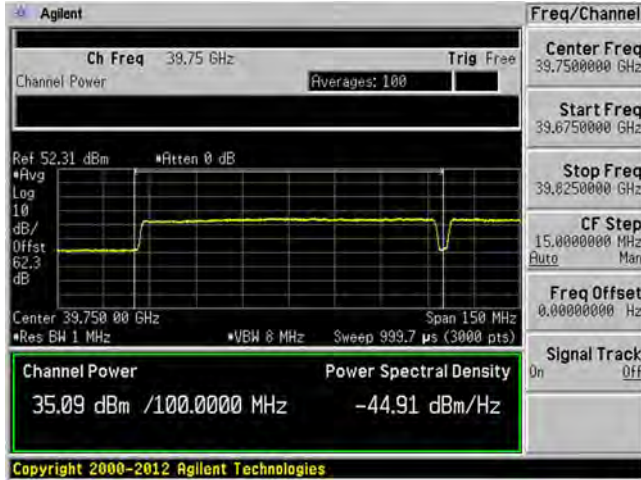 Agilent
Freq/Channel
Ch Freq 39.75 GHz Trig Free
Channel Power Averages: 100
Center Freq
39.7500000 GHz
Start Freq
39.6750000 GHz
Stop Freq
39.8250000 GHz
CF Step
15.0000000 MHz
Auto Man
Freq Offset
0.00000000 Hz
Signal Track
On Off
Ref 52.31 dBm #Atten 0 dB
#Avg
Log
10
dB/
Offst
62.3
dB
Center 39.750 00 GHz Span 150 MHz
#Res BW 1 MHz #VBW 8 MHz Sweep 999.7 µs (3000 pts)
Channel Power Power Spectral Density
35.09 dBm /100.0000 MHz -44.91 dBm/Hz
Copyright 2000-2012 Agilent Technologies